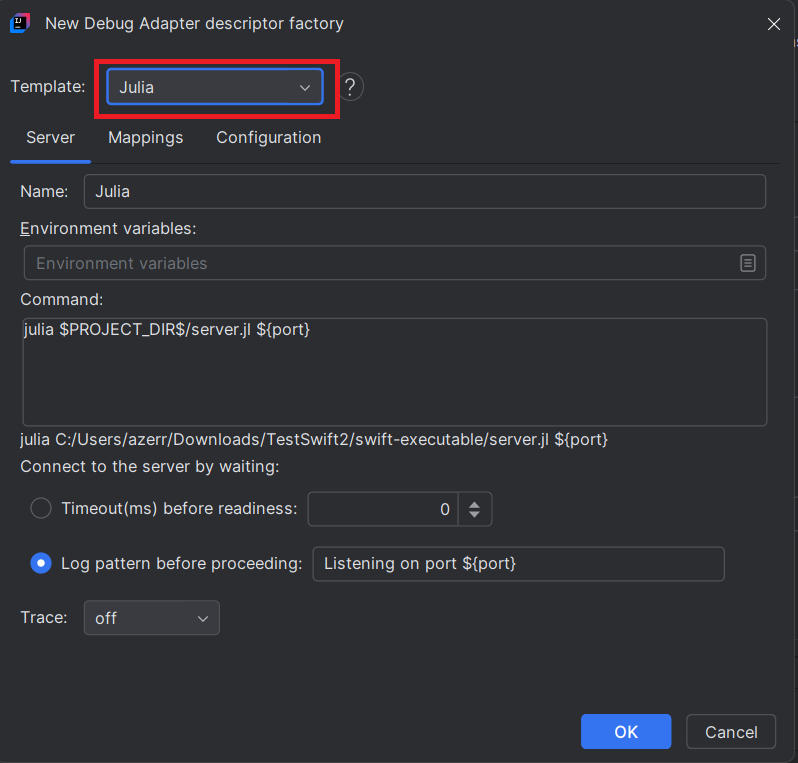 New Debug Adapter descriptor factory
Template: Julia ?
Server Mappings Configuration
Name: Julia
Environment variables:
Environment variables
Command:
julia $PROJECT_DIR$/server.jl ${port}
julia C:/Users/azerr/Downloads/TestSwift2/swift-executable/server.jl ${port}
Connect to the server by waiting:
Timeout(ms) before readiness: 0
Log pattern before proceeding: Listening on port ${port}
Trace: off
OK Cancel